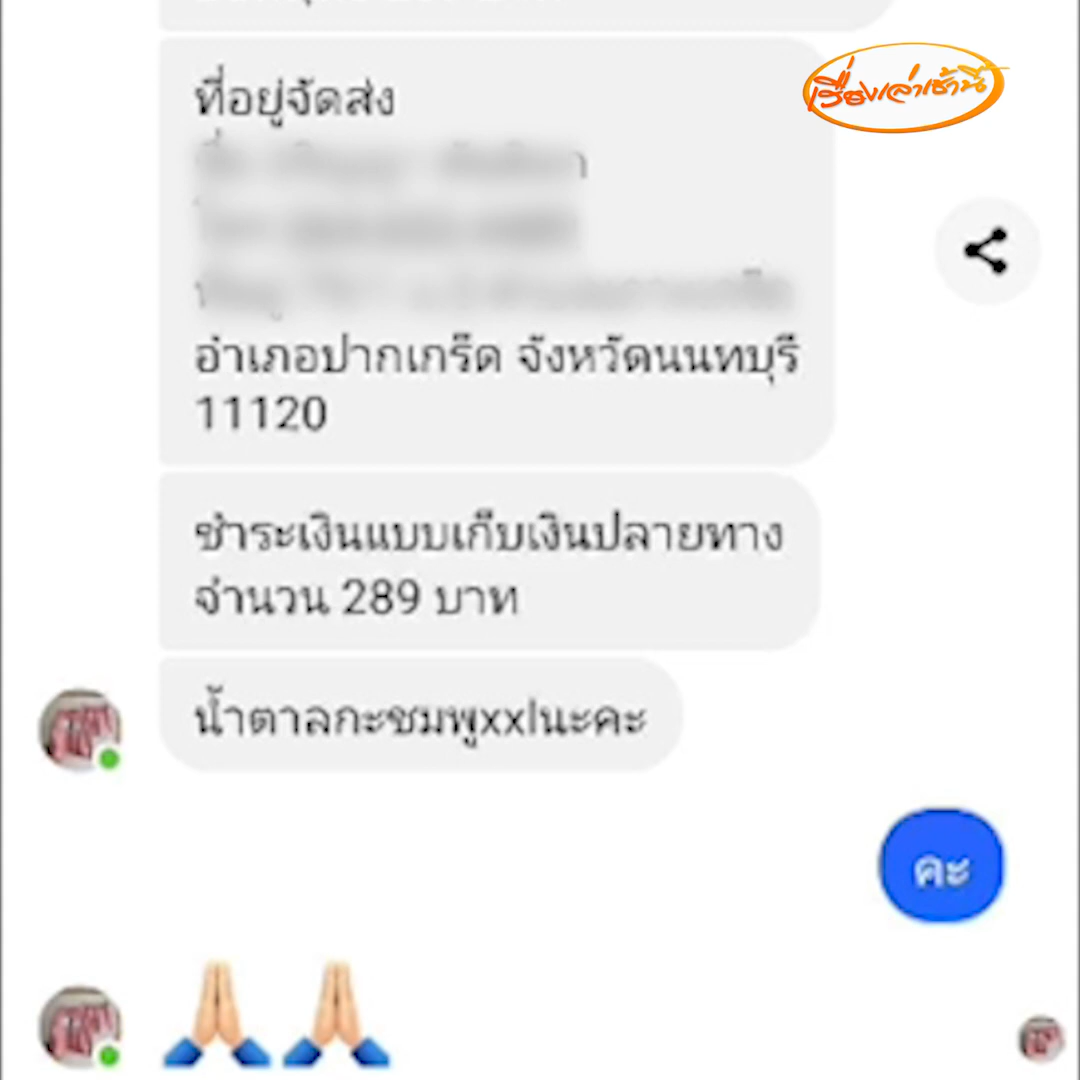 เรื่องเล่าเช้านี้
ที่อยู่จัดส่ง
อำเภอปากเกร็ด จังหวัดนนทบุรี
11120
ชำระเงินแบบเก็บเงินปลายทาง
จำนวน 289 บาท
น้ำตาลกะชมพูxxlนะคะ
คะ